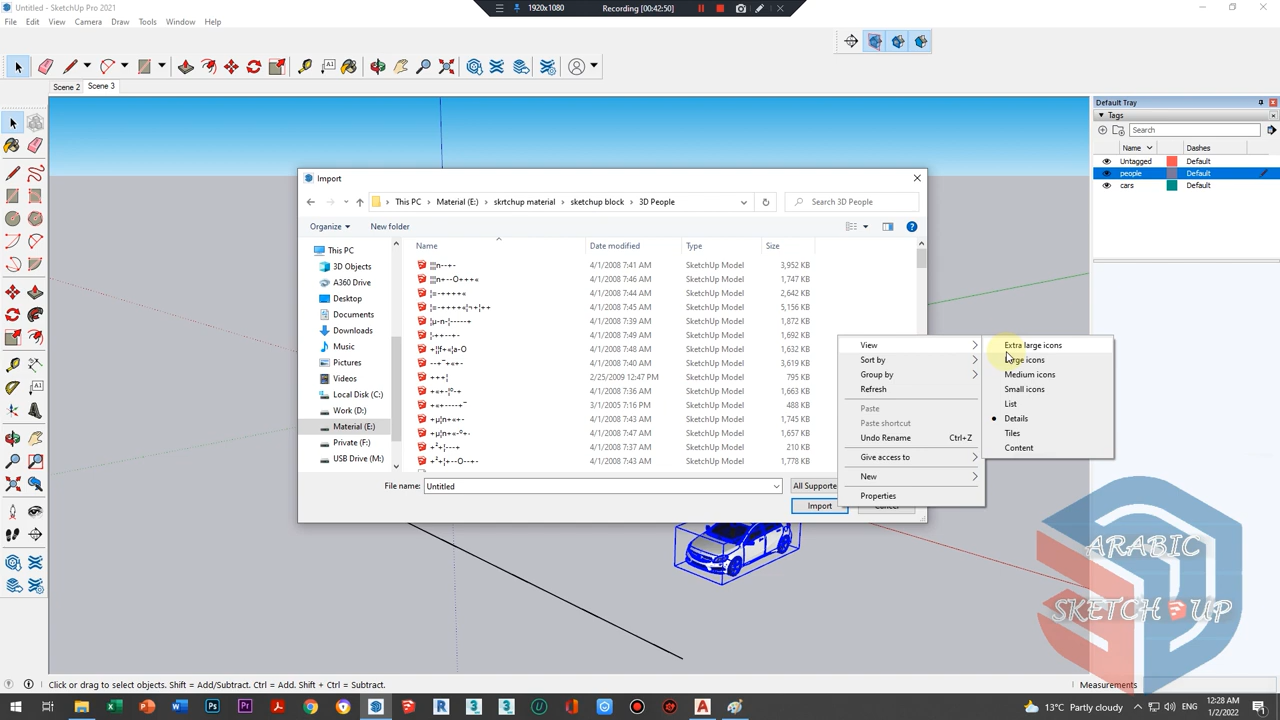 Untitled - SketchUp Pro 2021
1920x1080
Recording [00:42:50]
File Edit View Camera Draw Tools Window Help
Scene 2 Scene 3
Default Tray
Tags
Search
Name Dashes
Untagged Default
people Default
cars Default
Import
This PC > Material (E:) > skrtchup material > sketchup block > 3D People
Search 3D People
Organize New folder
Name Date modified Type Size
This PC
3D Objects
A360 Drive
Desktop
Documents
Downloads
Music
Pictures
Videos
Local Disk (C:)
Work (D:)
Material (E:)
Private (F:)
USB Drive (M:)
4/1/2008 7:41 AM SketchUp Model 3,952 KB
4/1/2008 7:46 AM SketchUp Model 1,747 KB
4/1/2008 7:44 AM SketchUp Model 2,642 KB
4/1/2008 7:45 AM SketchUp Model 5,156 KB
4/1/2008 7:39 AM SketchUp Model 1,872 KB
4/1/2008 7:39 AM SketchUp Model 1,692 KB
4/1/2008 7:48 AM SketchUp Model 1,632 KB
4/1/2008 7:40 AM SketchUp Model 3,619 KB
2/25/2009 12:47 PM SketchUp Model 795 KB
4/1/2008 7:36 AM SketchUp Model 1,663 KB
3/1/2005 7:16 PM SketchUp Model 488 KB
4/1/2008 7:43 AM SketchUp Model 1,745 KB
4/1/2008 7:42 AM SketchUp Model 1,657 KB
4/1/2008 7:37 AM SketchUp Model 210 KB
4/1/2008 7:43 AM SketchUp Model 1,778 KB
File name: Untitled
All Supporte
Import Cancel
View
Sort by
Group by
Refresh
Paste
Paste shortcut
Undo Rename Ctrl+Z
Give access to
New
Properties
Extra large icons
Large icons
Medium icons
Small icons
List
Details
Tiles
Content
ARABIC
SKETCH UP
Click or drag to select objects. Shift = Add/Subtract. Ctrl = Add. Shift + Ctrl = Subtract.
Measurements
13°C Partly cloudy
ENG
12:28 AM
1/2/2022